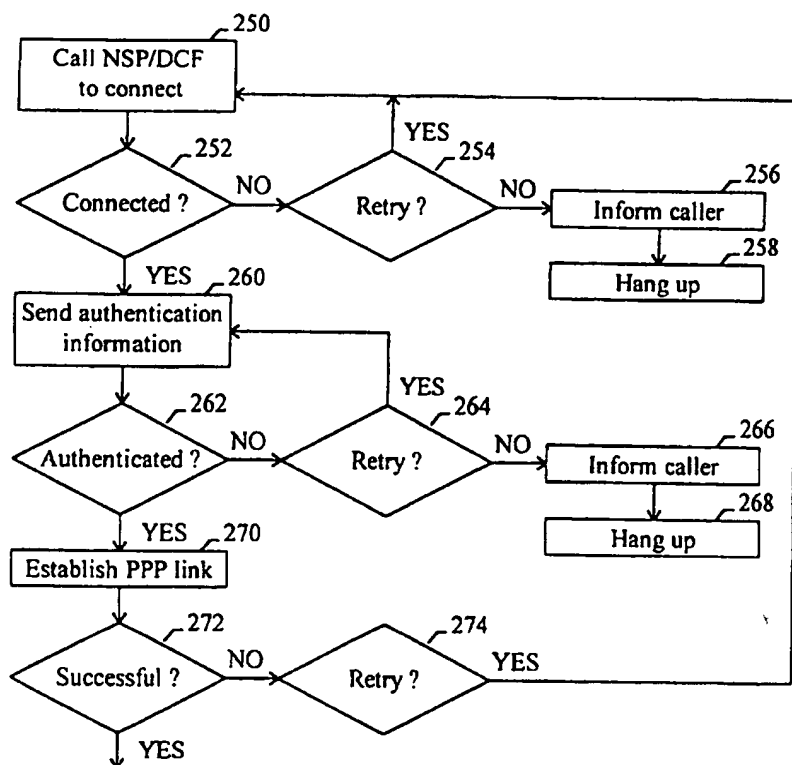 250
Call NSP/DCF
to connect
YES
252
254
256
Connected ?
NO
Retry ?
NO
Inform caller
258
Hang up
YES
260
Send authentication
information
YES
262
264
266
Authenticated ?
NO
Retry ?
NO
Inform caller
268
Hang up
YES
270
Establish PPP link
272
274
Successful ?
NO
Retry ?
YES
YES